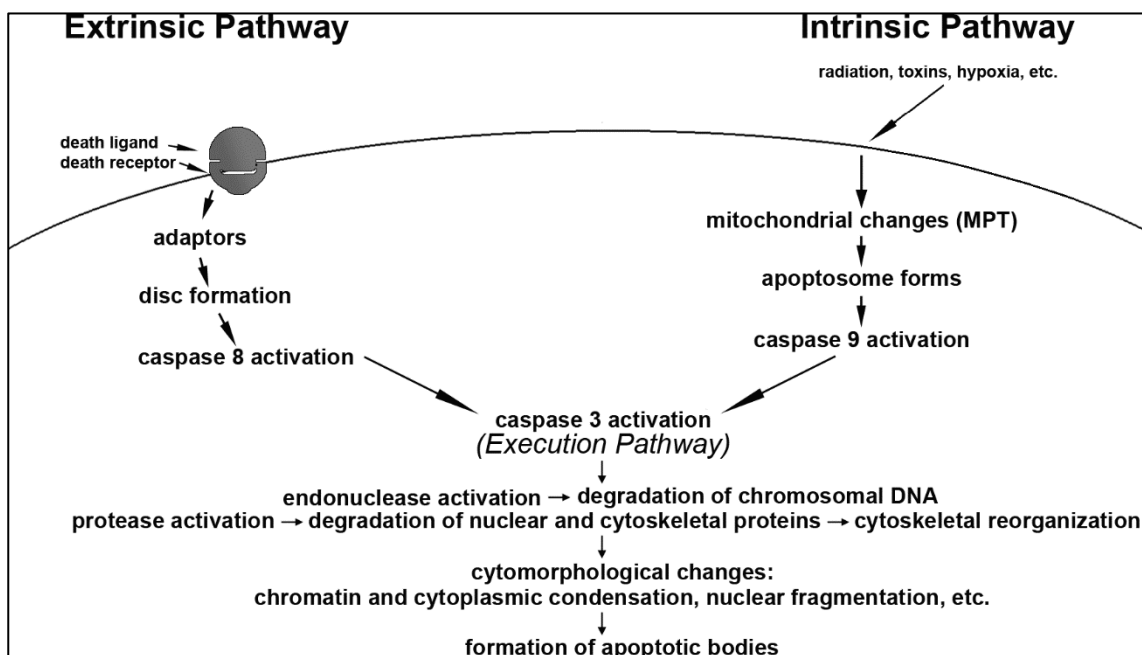 Extrinsic Pathway
Intrinsic Pathway
radiation, toxins, hypoxia, etc.
death ligand
death receptor
adaptors
disc formation
caspase 8 activation
mitochondrial changes (MPT)
apoptosome forms
caspase 9 activation
caspase 3 activation
(Execution Pathway)
endonuclease activation → degradation of chromosomal DNA
protease activation → degradation of nuclear and cytoskeletal proteins → cytoskeletal reorganization
cytomorphological changes:
chromatin and cytoplasmic condensation, nuclear fragmentation, etc.
formation of apoptotic bodies